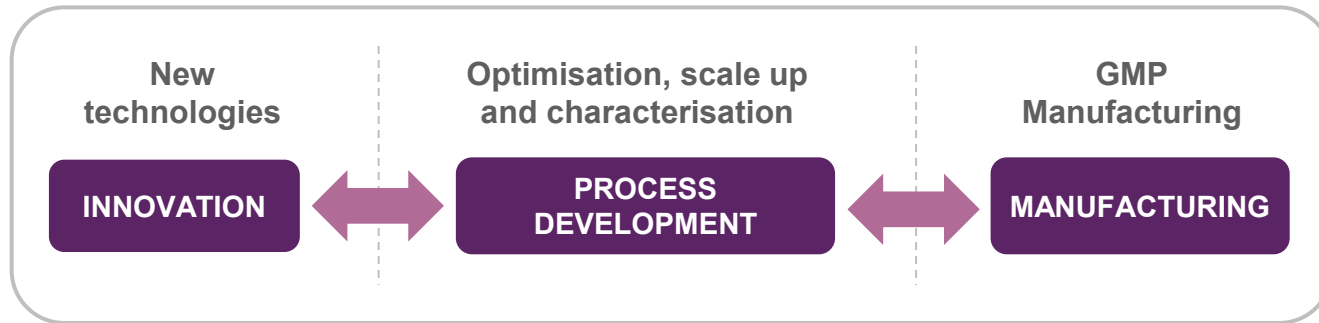 New
technologies
INNOVATION
Optimisation, scale up
and characterisation
PROCESS
DEVELOPMENT
GMP
Manufacturing
MANUFACTURING